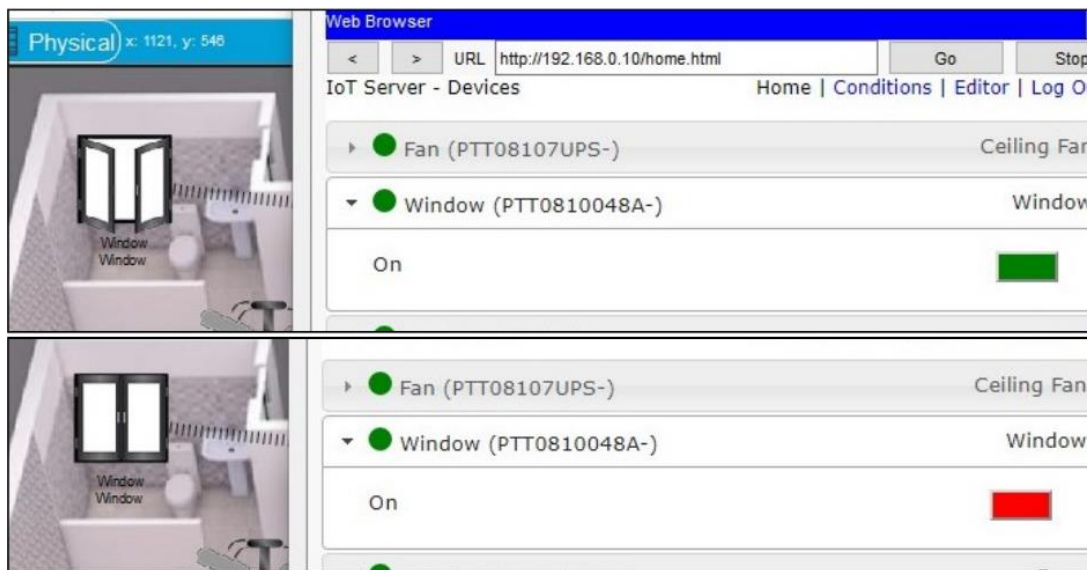 Physical x: 1121, y: 546
Window
Window
Web Browser
< > URL http://192.168.0.10/home.html Go Stop
IoT Server - Devices Home | Conditions | Editor | Log O
Fan (PTT08107UPS-) Ceiling Fan
Window (PTT0810048A-) Window
On
Window
Window
Fan (PTT08107UPS-) Ceiling Fan
Window (PTT0810048A-) Window
On